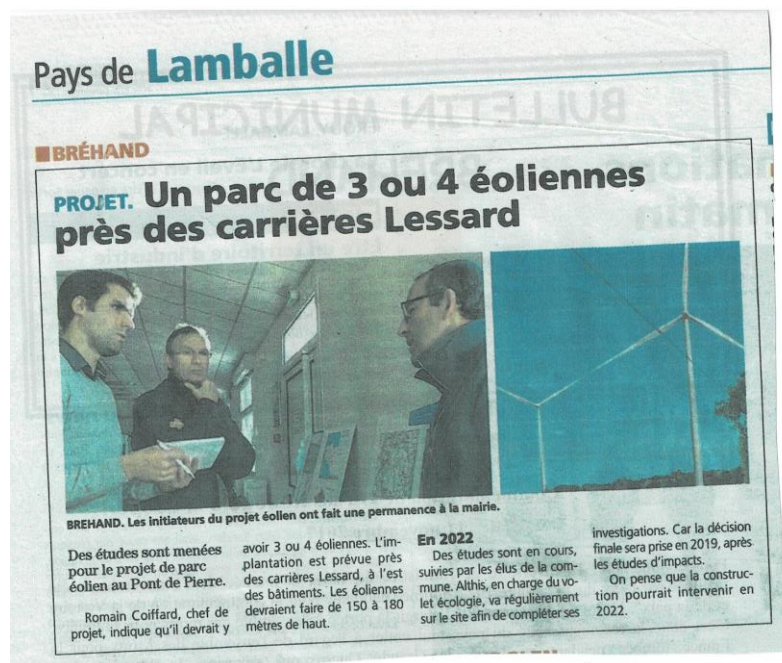 Pays de Lamballe
BRÉHAND
PROJET. Un parc de 3 ou 4 éoliennes
près des carrières Lessard
BREHAND. Les initiateurs du projet éolien ont fait une permanence à la mairie.
Des études sont menées
pour le projet de parc
éolien au Pont de Pierre.
Romain Coiffard, chef de
projet, indique qu'il devrait y
avoir 3 ou 4 éoliennes. L'im-
plantation est prévue près
des carrières Lessard, à l'est
des bâtiments. Les éoliennes
devraient faire de 150 à 180
mètres de haut.
En 2022
Des études sont en cours,
suivies par les élus de la com-
mune. Althis, en charge du vo-
let écologie, va régulièrement
sur le site afin de compléter ses
investigations. Car la décision
finale sera prise en 2019, après
les études d'impacts.
On pense que la construc-
tion pourrait intervenir en
2022.